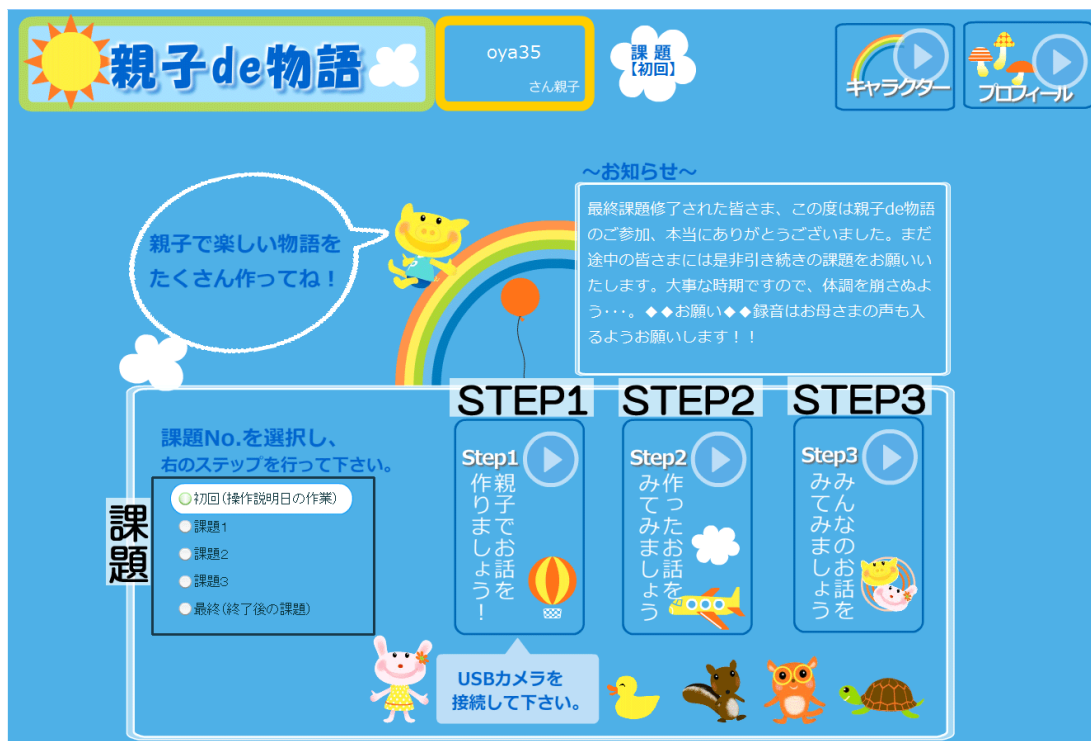 親子de物語
oya35
さん親子
課題
【初回】
キャラクター
プロフィール
～お知らせ～
最終課題修了された皆さま、この度は親子de物語
のご参加、本当にありがとうございました。まだ
途中の皆さまには是非引き続きの課題をお願いい
たします。大事な時期ですので、体調を崩さぬよ
う・・・。◆◆お願い◆◆録音はお母さまの声も入
るようお願いします！！
親子で楽しい物語を
たくさん作ってね！
STEP1
STEP2
STEP3
課題No.を選択し、
右のステップを行って下さい。
課題
初回(操作説明日の作業)
課題1
課題2
課題3
最終(終了後の課題)
Step1
親子でお話を
作りましょう！
Step2
作ったお話を
みてみましょう
Step3
みんなのお話を
みてみましょう
USBカメラを
接続して下さい。